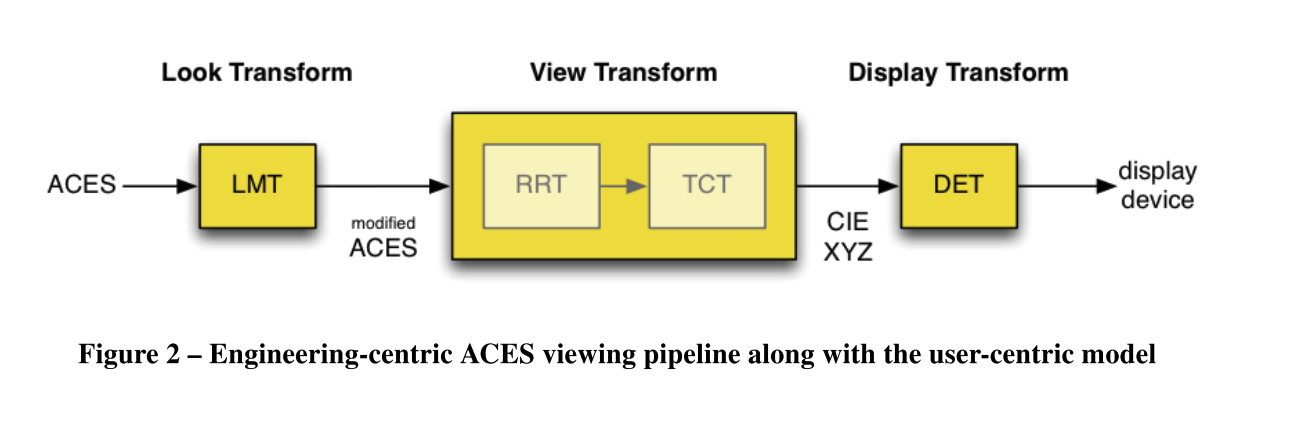 Look Transform
View Transform
Display Transform
ACES
LMT
modified
ACES
RRT
TCT
CIE
XYZ
DET
display
device
Figure 2 – Engineering-centric ACES viewing pipeline along with the user-centric model